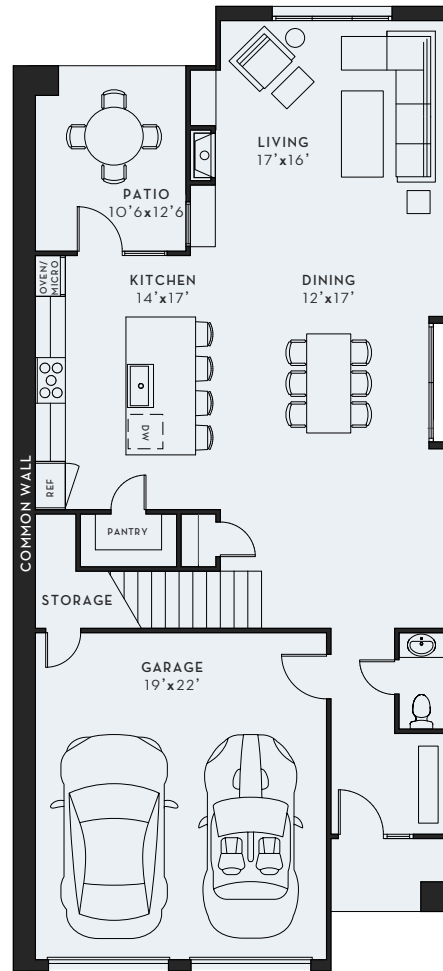 LIVING
17'x16'
PATIO
10'6x12'6
OVEN/
MICRO
KITCHEN
14'x17'
DINING
12'x17'
DW
REF
COMMON WALL
PANTRY
STORAGE
GARAGE
19'x22'